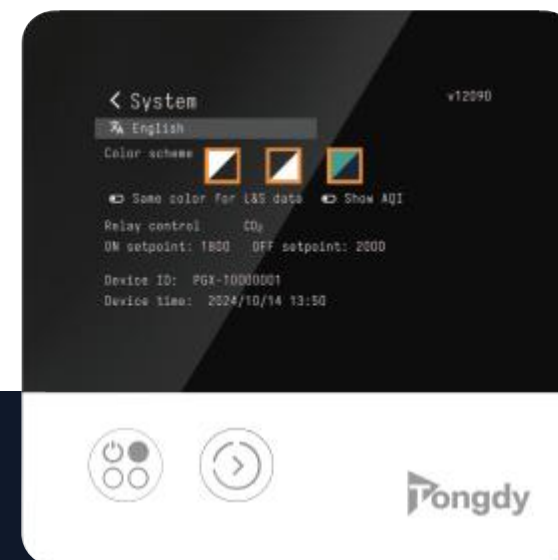 System
v12090
English
Color scheme
Same color for L&S data
Show AQI
Relay control CO₂
ON setpoint: 1800 OFF setpoint: 2000
Device ID: PGX-10000001
Device time: 2024/10/14 13:50
Tongdy